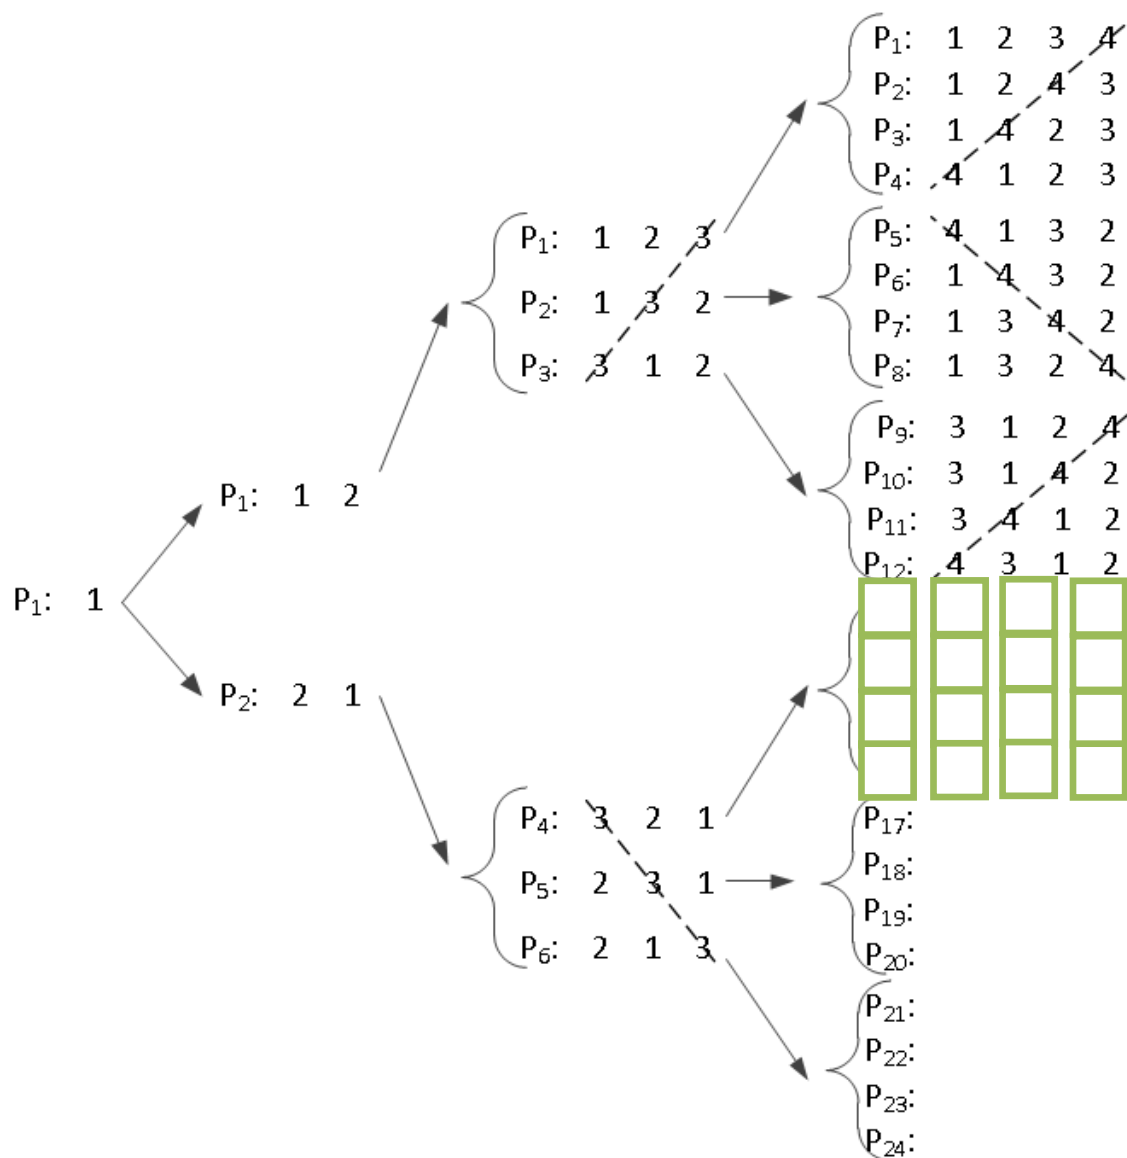 P1: 1
P1: 1 2
P2: 2 1
P1: 1 2 3
P2: 1 3 2
P3: 3 1 2
P4: 3 2 1
P5: 2 3 1
P6: 2 1 3
P1: 1 2 3 4
P2: 1 2 4 3
P3: 1 4 2 3
P4: 4 1 2 3
P5: 4 1 3 2
P6: 1 4 3 2
P7: 1 3 4 2
P8: 1 3 2 4
P9: 3 1 2 4
P10: 3 1 4 2
P11: 3 4 1 2
P12: 4 3 1 2
P17:
P18:
P19:
P20:
P21:
P22:
P23:
P24: